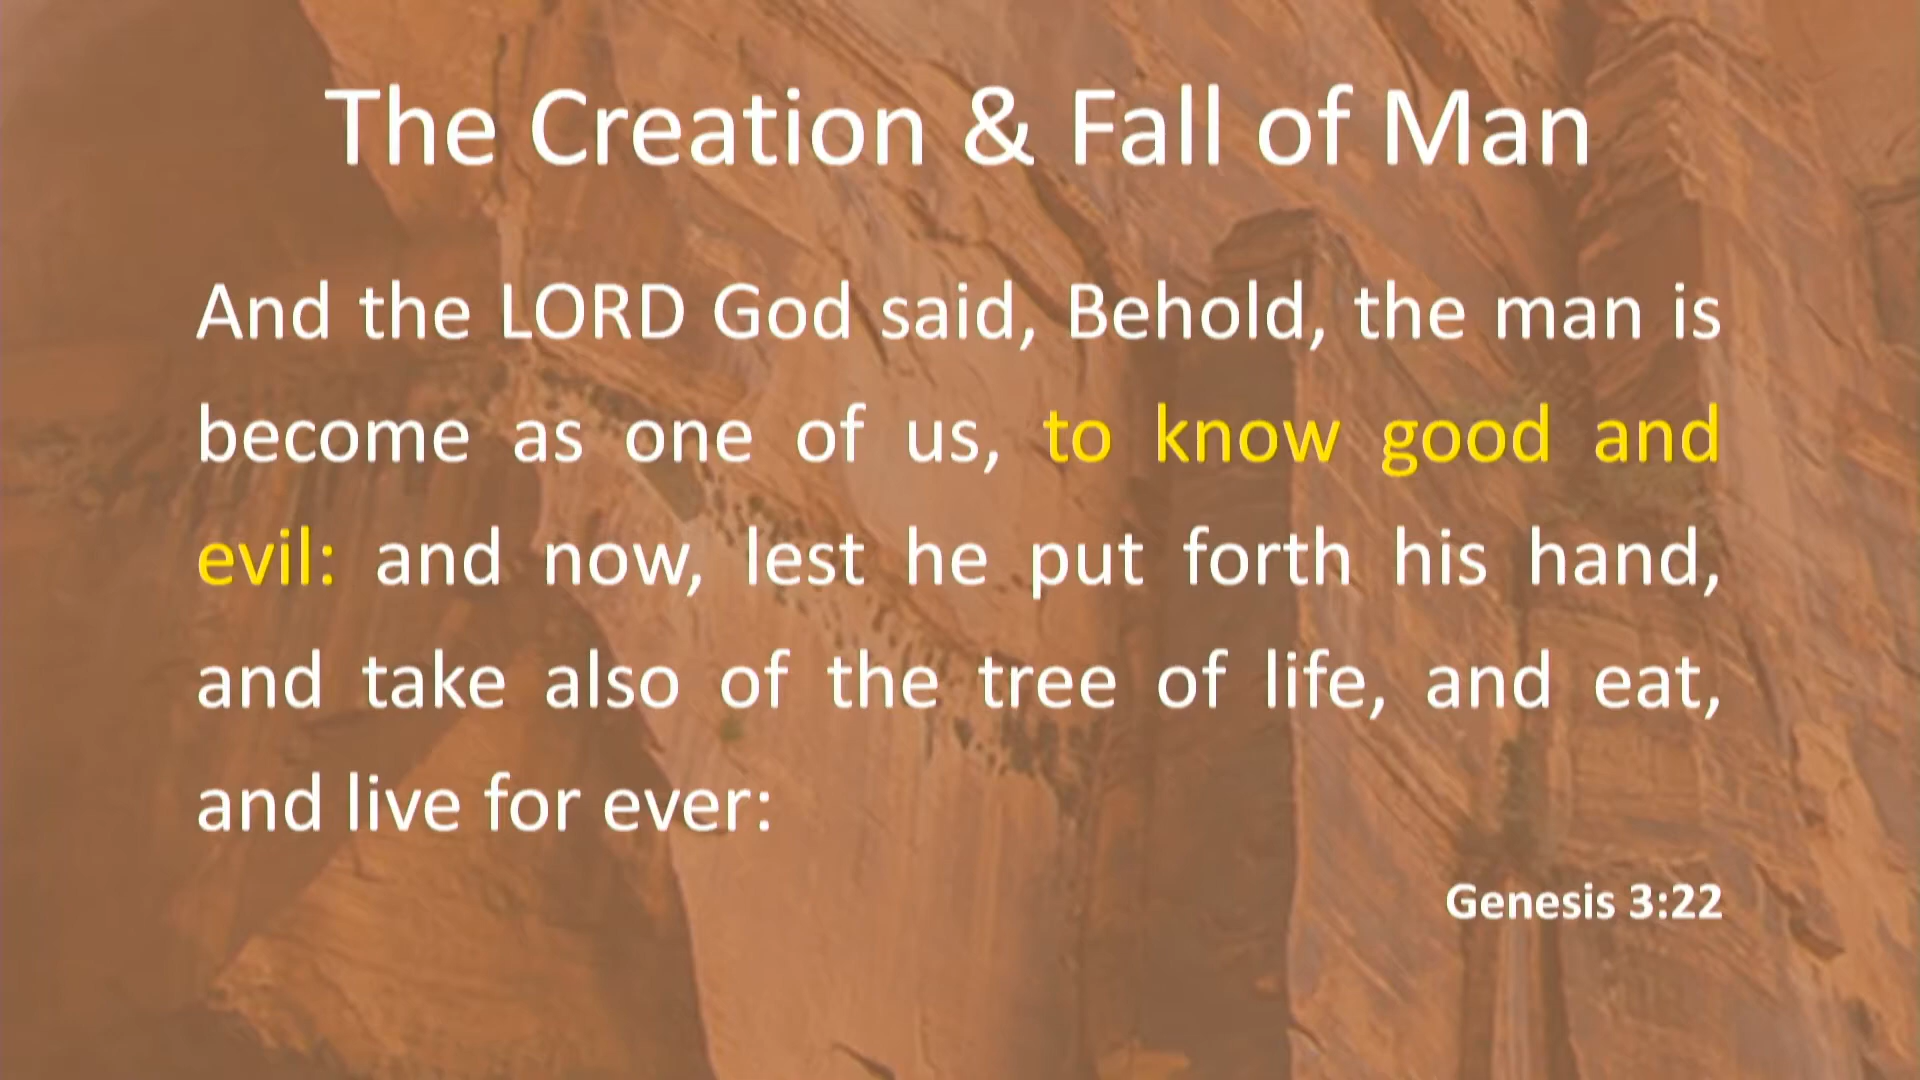 The Creation & Fall of Man
And the LORD God said, Behold, the man is
become as one of us, to know good and
evil: and now, lest he put forth his hand,
and take also of the tree of life, and eat,
and live for ever:
Genesis 3:22